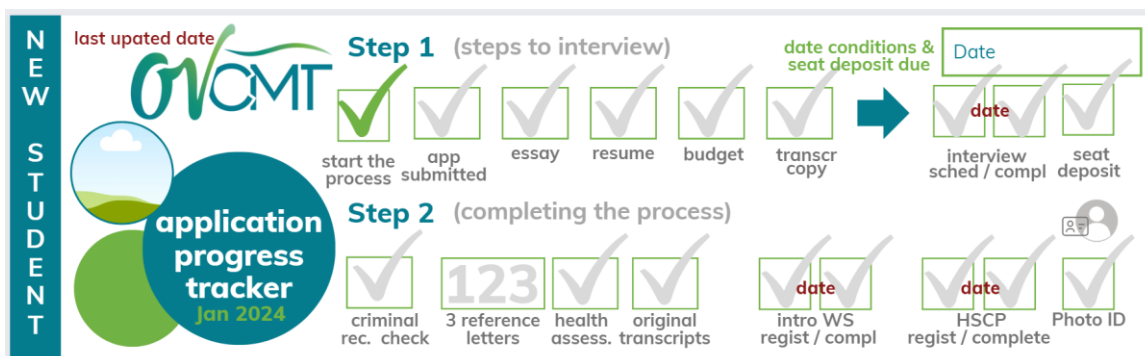 NEW STUDENT
last upated date
OVCMT
application
progress
tracker
Jan 2024
Step 1 (steps to interview)
start the
process
app
submitted
essay
resume
budget
transcr
copy
date conditions &
seat deposit due
Date
date
interview
sched / compl
seat
deposit
Step 2 (completing the process)
criminal
rec. check
123
3 reference
letters
health
assess.
original
transcripts
date
intro WS
regist / compl
date
HSCP
regist / complete
Photo ID